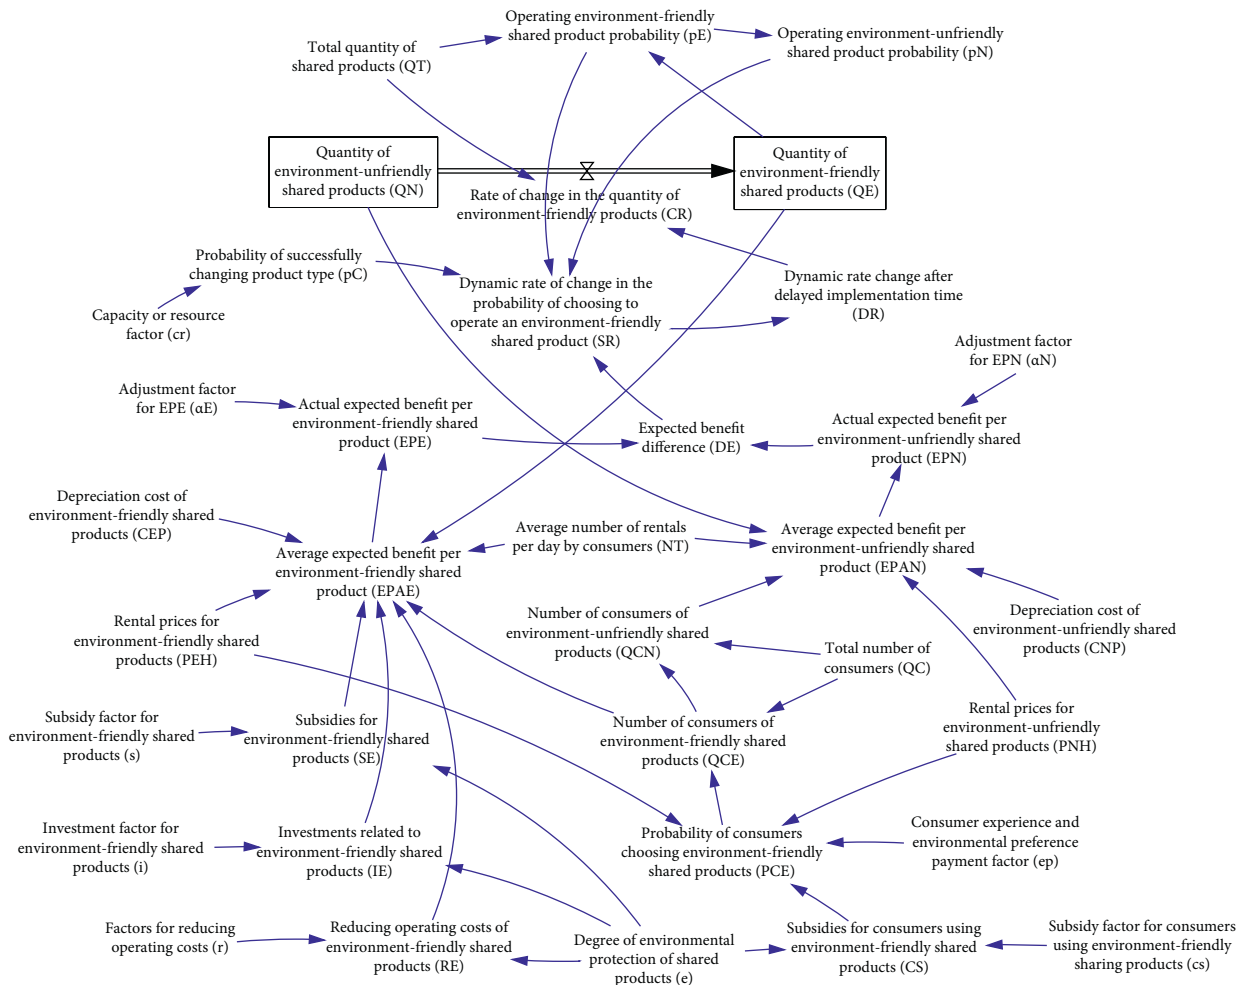 Operating environment-friendly
shared product probability (pE)
Operating environment-unfriendly
shared product probability (pN)
Total quantity of
shared products (QT)
Quantity of
environment-unfriendly
shared products (QN)
Quantity of
environment-friendly
shared products (QE)
Rate of change in the quantity of
environment-friendly products (CR)
Probability of successfully
changing product type (pC)
Dynamic rate of change in the
probability of choosing to
operate an environment-friendly
shared product (SR)
Dynamic rate change after
delayed implementation time
(DR)
Capacity or resource
factor (cr)
Adjustment factor
for EPN (αN)
Adjustment factor
for EPE (αE)
Actual expected benefit per
environment-friendly shared
product (EPE)
Expected benefit
difference (DE)
Actual expected benefit per
environment-unfriendly shared
product (EPN)
Depreciation cost of
environment-friendly shared
products (CEP)
Average number of rentals
per day by consumers (NT)
Average expected benefit per
environment-unfriendly shared
product (EPAN)
Average expected benefit per
environment-friendly shared
product (EPAE)
Rental prices for
environment-friendly shared
products (PEH)
Number of consumers of
environment-unfriendly shared
products (QCN)
Total number of
consumers (QC)
Depreciation cost of
environment-unfriendly shared
products (CNP)
Subsidy factor for
environment-friendly shared
products (s)
Subsidies for
environment-friendly shared
products (SE)
Number of consumers of
environment-friendly shared
products (QCE)
Rental prices for
environment-unfriendly
shared products (PNH)
Investment factor for
environment-friendly shared
products (i)
Investments related to
environment-friendly shared
products (IE)
Probability of consumers
choosing environment-friendly
shared products (PCE)
Consumer experience and
environmental preference
payment factor (ep)
Factors for reducing
operating costs (r)
Reducing operating costs of
environment-friendly shared
products (RE)
Degree of environmental
protection of shared
products (e)
Subsidies for consumers using
environment-friendly shared
products (CS)
Subsidy factor for consumers
using environment-friendly
sharing products (cs)